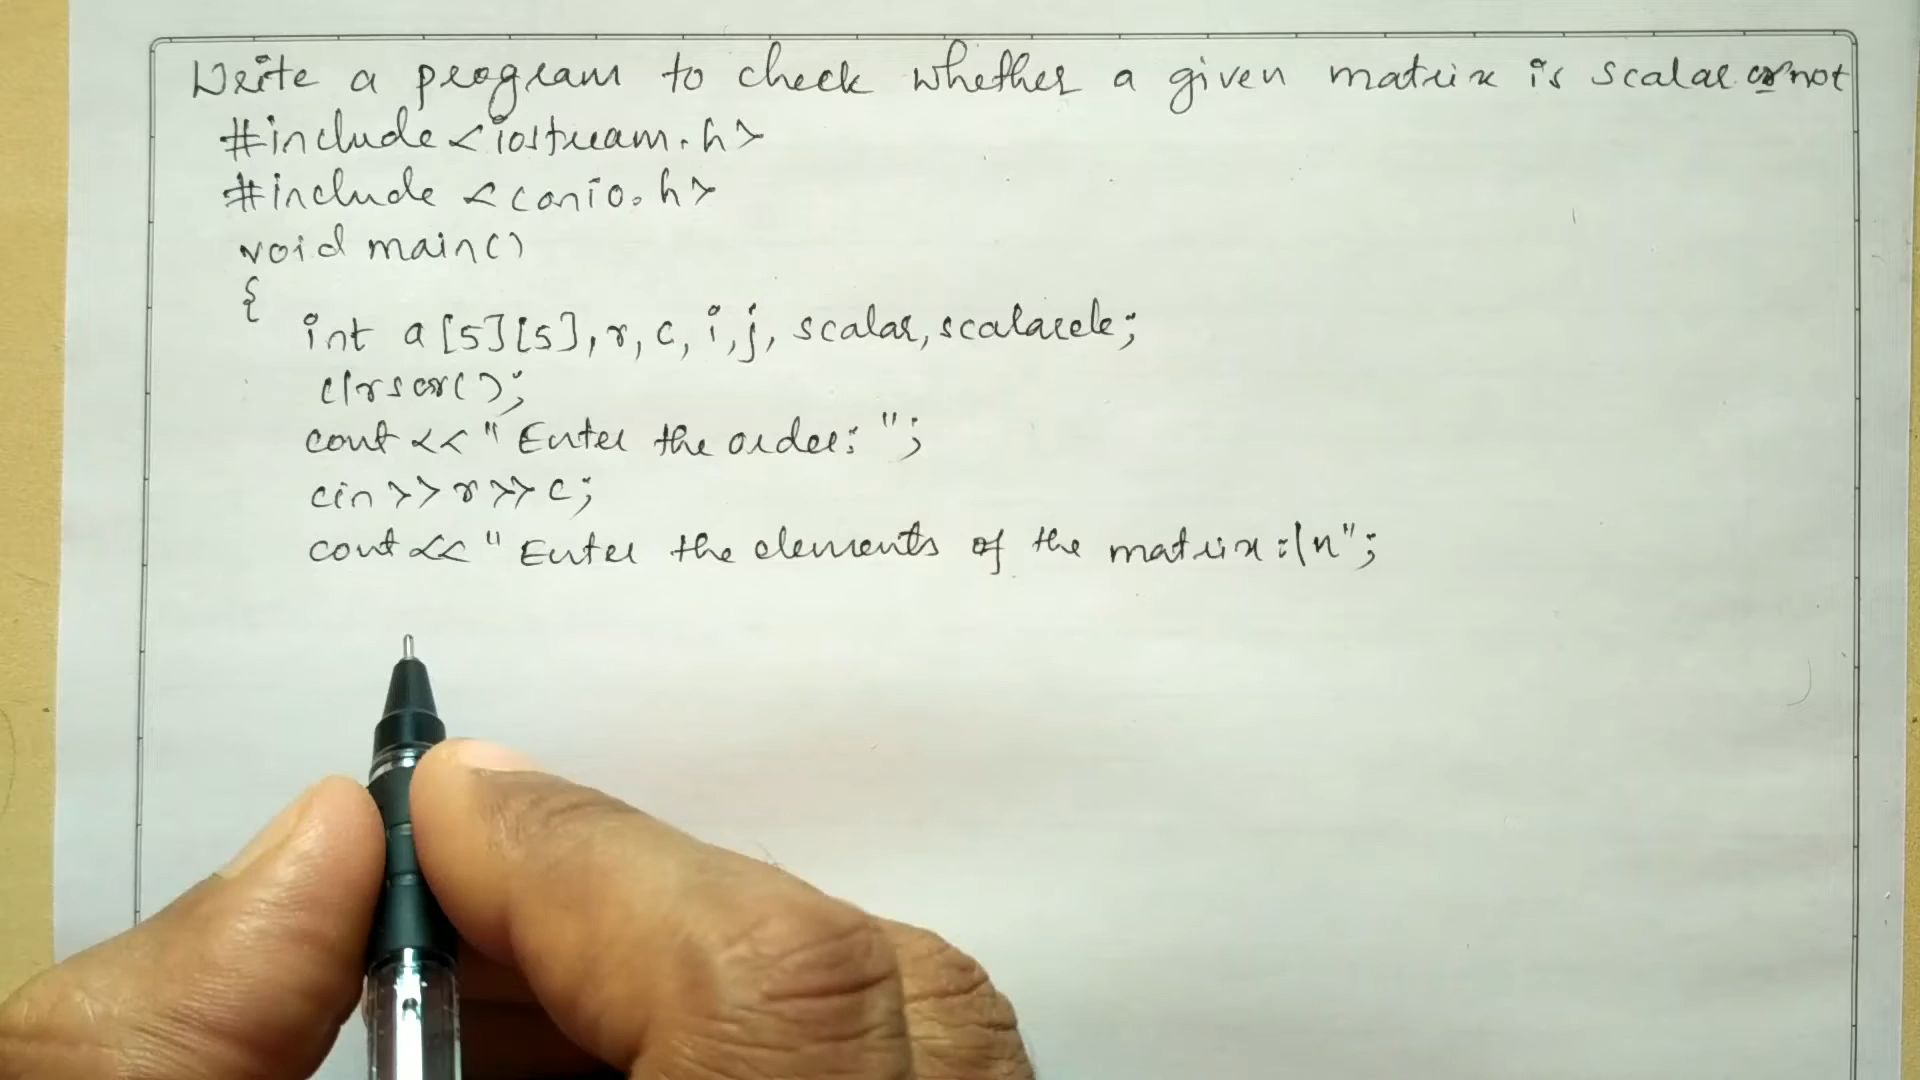 Write a program to check whether a given matrix is scalar or not
#include <iostream.h>
#include <conio.h>
void main()
{
int a[5][5], r, c, i, j, scalar, scalarele;
clrscr();
cout << "Enter the order: ";
cin >> r >> c;
cout << "Enter the elements of the matrix :\n";